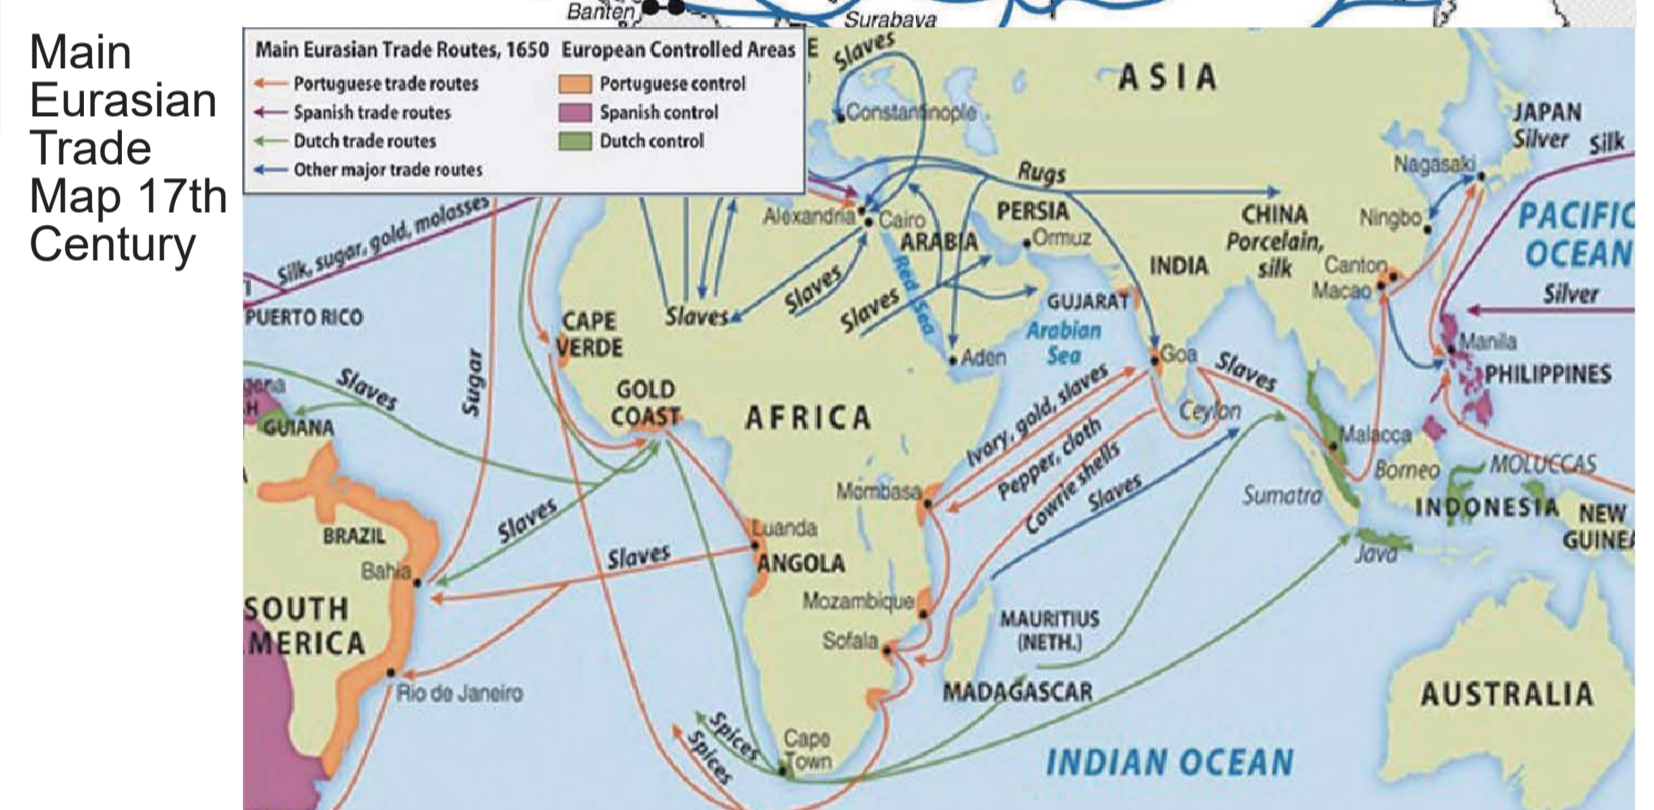 Banten
Surabaya
Main
Eurasian
Trade
Map 17th
Century
Main Eurasian Trade Routes, 1650
Portuguese trade routes
Spanish trade routes
Dutch trade routes
Other major trade routes
European Controlled Areas
Portuguese control
Spanish control
Dutch control
E
Slaves
ASIA
Constantinople
JAPAN
Silver
Silk
Nagasaki
Rugs
Silk, sugar, gold, molasses
Alexandria
Cairo
PERSIA
CHINA
Porcelain,
silk
Ningbo
PACIFIC
OCEAN
ARABIA
Ormuz
INDIA
Canton
Macao
Red Sea
Slaves
Slaves
Slaves
GUJARAT
Silver
PUERTO RICO
CAPE
VERDE
Arabian
Sea
Aden
Goa
Slaves
Manila
PHILIPPINES
Sugar
Slaves
GOLD
COAST
AFRICA
Ivory, gold, slaves
Pepper, cloth
Cowrie shells
Slaves
Ceylon
gena
H
GUIANA
Malacca
Borneo
MOLUCCAS
Mombasa
Sumatra
INDONESIA
NEW
GUINEA
BRAZIL
Slaves
Luanda
ANGOLA
Java
Bahia
Slaves
Mozambique
SOUTH
MERICA
Sofala
MAURITIUS
(NETH.)
Rio de Janeiro
MADAGASCAR
AUSTRALIA
Spices
Spices
Cape
Town
INDIAN OCEAN